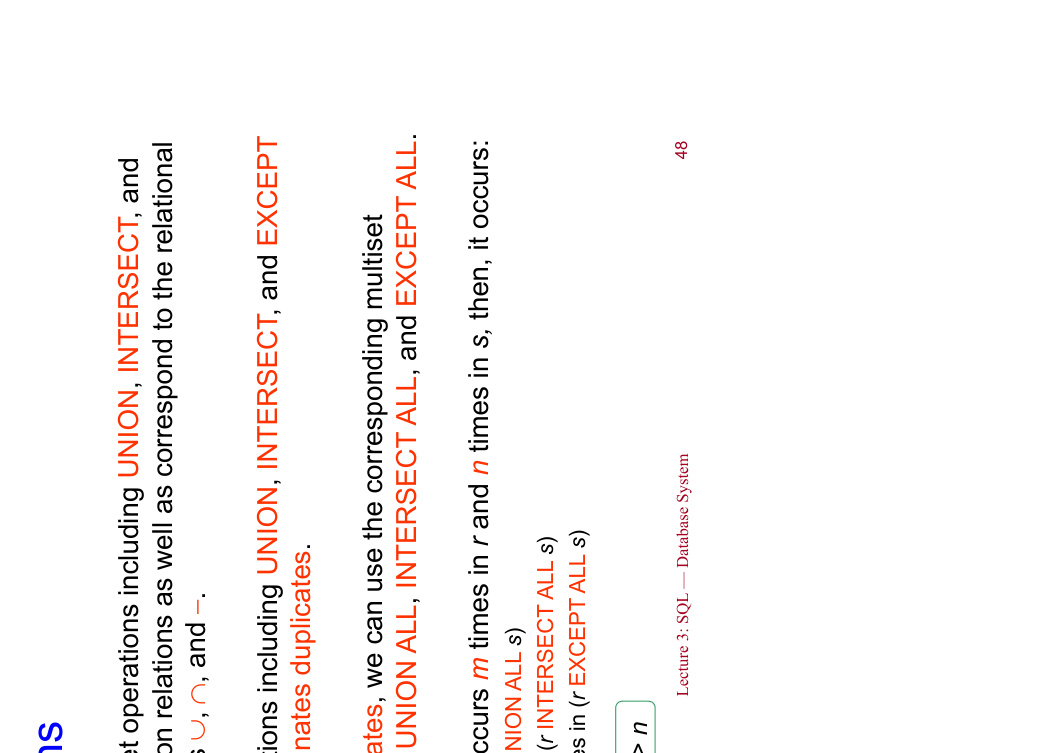 ns
et operations including UNION, INTERSECT, and
on relations as well as correspond to the relational
s ∪, ∩, and –.
tions including UNION, INTERSECT, and EXCEPT
nates duplicates.
ates, we can use the corresponding multiset
UNION ALL, INTERSECT ALL, and EXCEPT ALL.
ccurs m times in r and n times in s, then, it occurs:
NION ALL s)
(r INTERSECT ALL s)
es in (r EXCEPT ALL s)
> n
Lecture 3: SQL — Database System 48